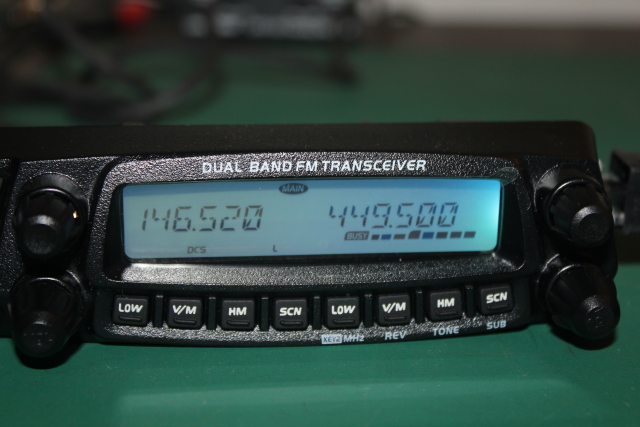 DUAL BAND FM TRANSCEIVER
MAIN
146.520 449.500
BUSY
DCS L
LOW V/M HM SCN LOW V/M HM SCN
KEY2 MHz REV TONE SUB